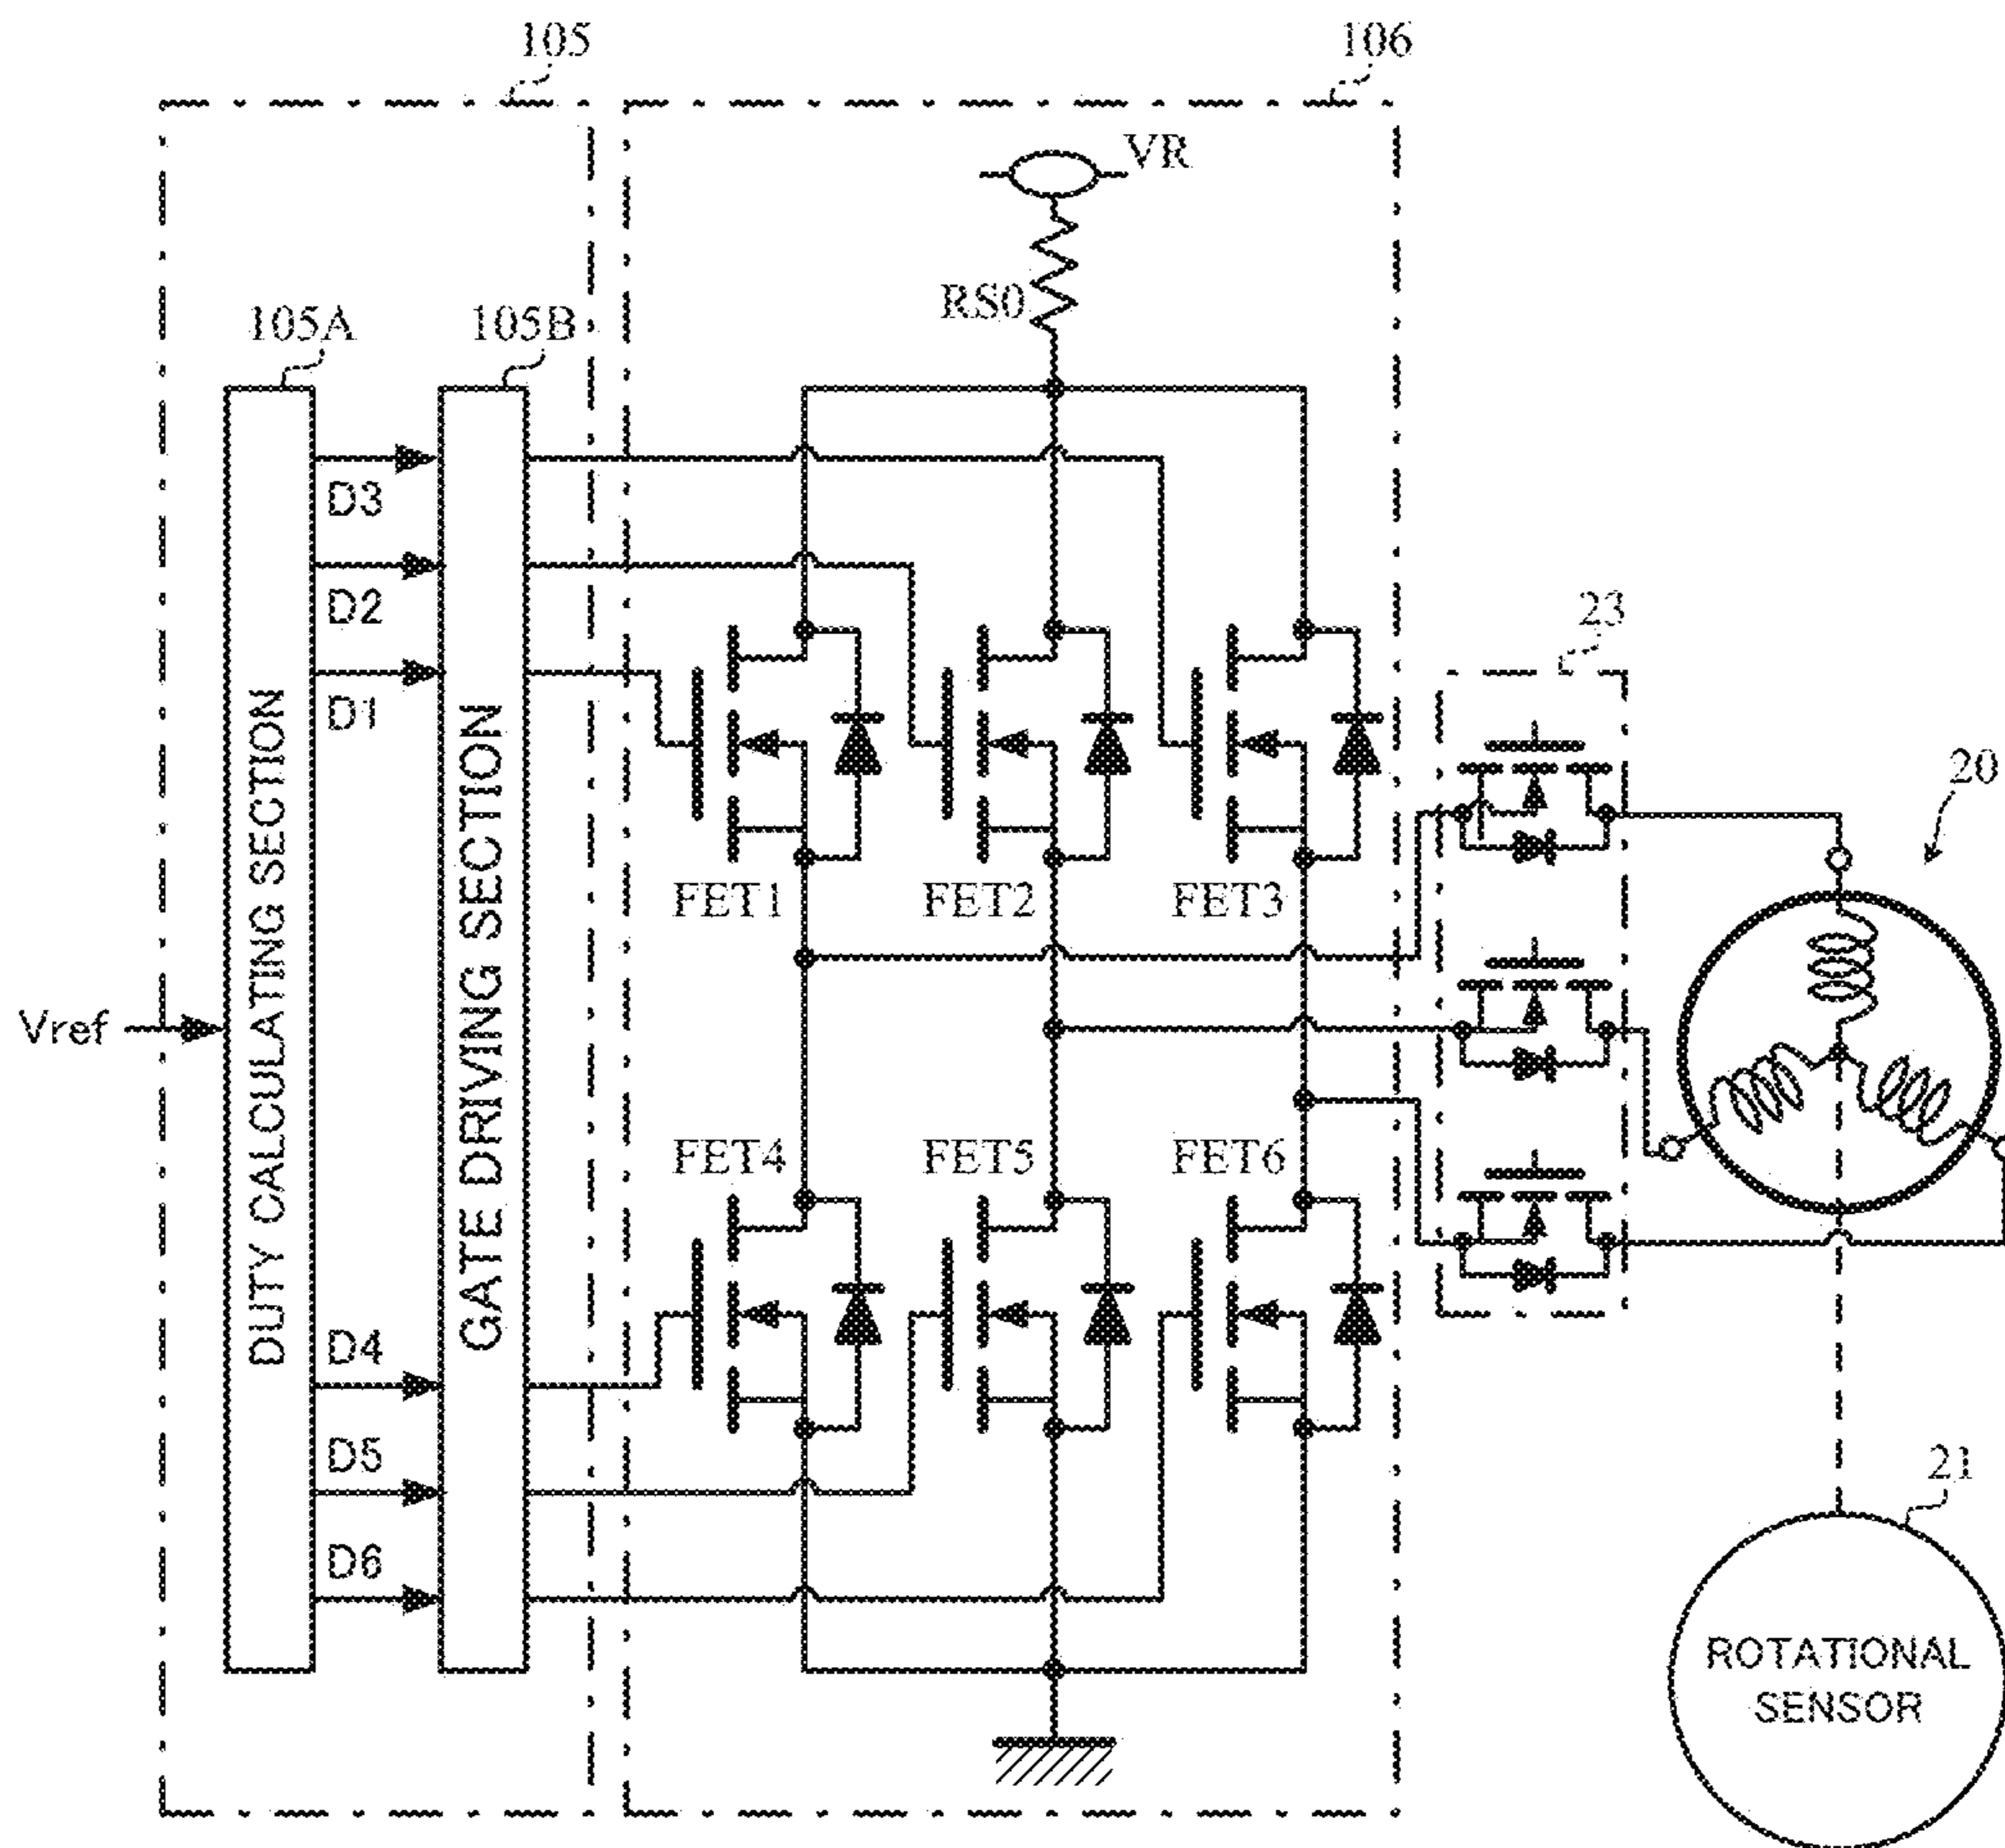 105
106
VR
RS0
105A
105B
D3
D2
D1
23
20
DUTY CALCULATING SECTION
GATE DRIVING SECTION
FET1
FET2
FET3
Vref
FET4
FET5
FET6
D4
D5
D6
21
ROTATIONAL
SENSOR